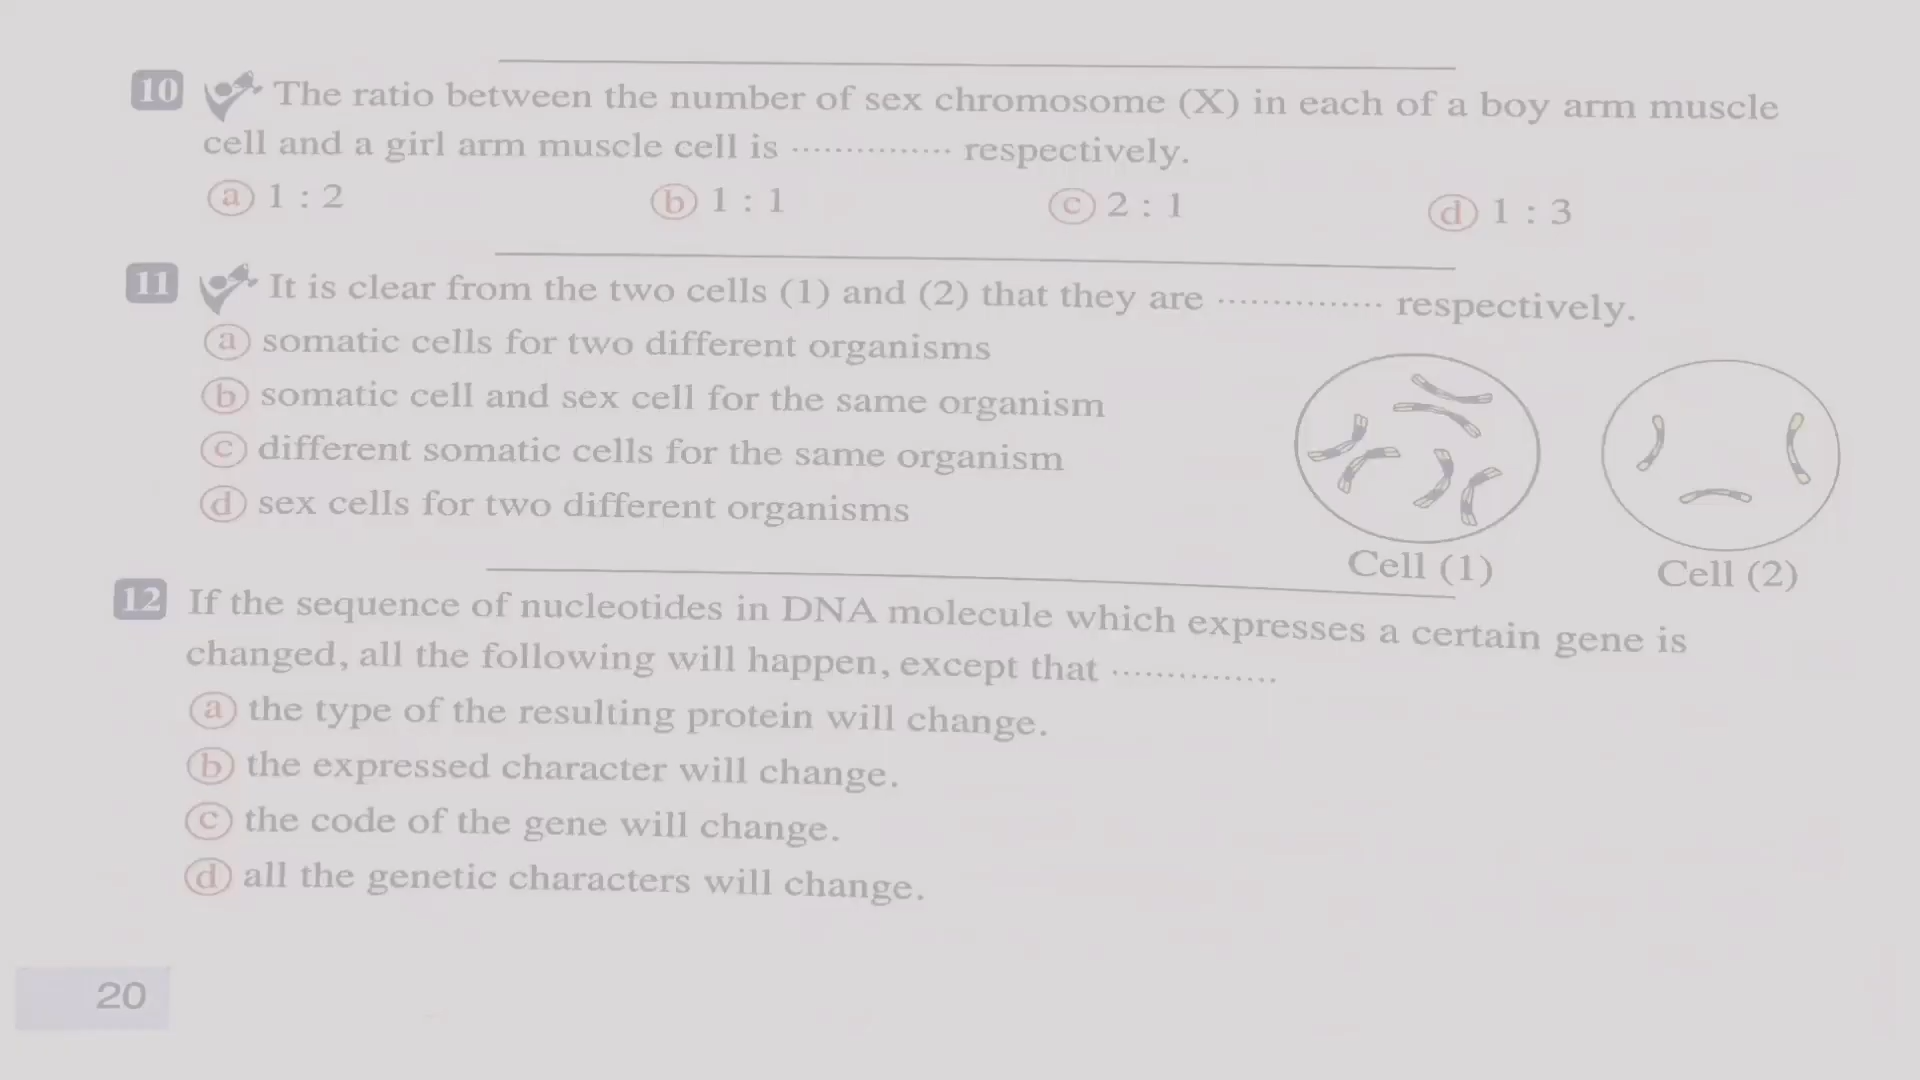 10 The ratio between the number of sex chromosome (X) in each of a boy arm muscle
cell and a girl arm muscle cell is ............... respectively.
a 1 : 2 b 1 : 1 c 2 : 1 d 1 : 3
11 It is clear from the two cells (1) and (2) that they are ............... respectively.
a somatic cells for two different organisms
b somatic cell and sex cell for the same organism
c different somatic cells for the same organism
d sex cells for two different organisms
Cell (1) Cell (2)
12 If the sequence of nucleotides in DNA molecule which expresses a certain gene is
changed, all the following will happen, except that ...............
a the type of the resulting protein will change.
b the expressed character will change.
c the code of the gene will change.
d all the genetic characters will change.
20